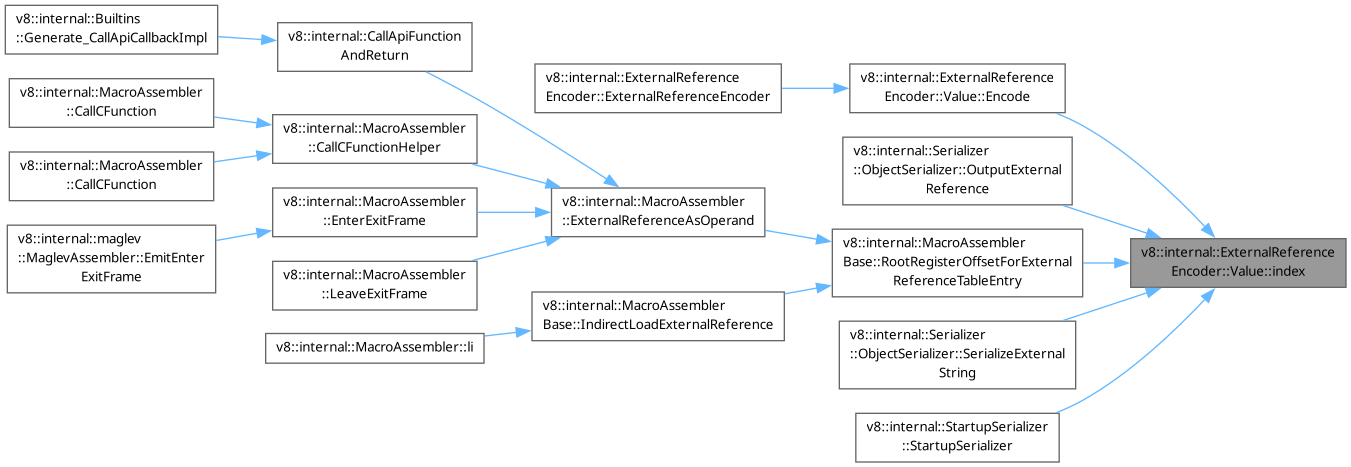 v8::internal::Builtins
::Generate_CallApiCallbackImpl
v8::internal::CallApiFunction
AndReturn
v8::internal::ExternalReference
Encoder::ExternalReferenceEncoder
v8::internal::ExternalReference
Encoder::Value::Encode
v8::internal::MacroAssembler
::CallCFunction
v8::internal::MacroAssembler
::CallCFunctionHelper
v8::internal::Serializer
::ObjectSerializer::OutputExternal
Reference
v8::internal::MacroAssembler
::CallCFunction
v8::internal::MacroAssembler
::EnterExitFrame
v8::internal::MacroAssembler
::ExternalReferenceAsOperand
v8::internal::maglev
::MaglevAssembler::EmitEnter
ExitFrame
v8::internal::MacroAssembler
Base::RootRegisterOffsetForExternal
ReferenceTableEntry
v8::internal::ExternalReference
Encoder::Value::index
v8::internal::MacroAssembler
::LeaveExitFrame
v8::internal::MacroAssembler
Base::IndirectLoadExternalReference
v8::internal::MacroAssembler::li
v8::internal::Serializer
::ObjectSerializer::SerializeExternal
String
v8::internal::StartupSerializer
::StartupSerializer